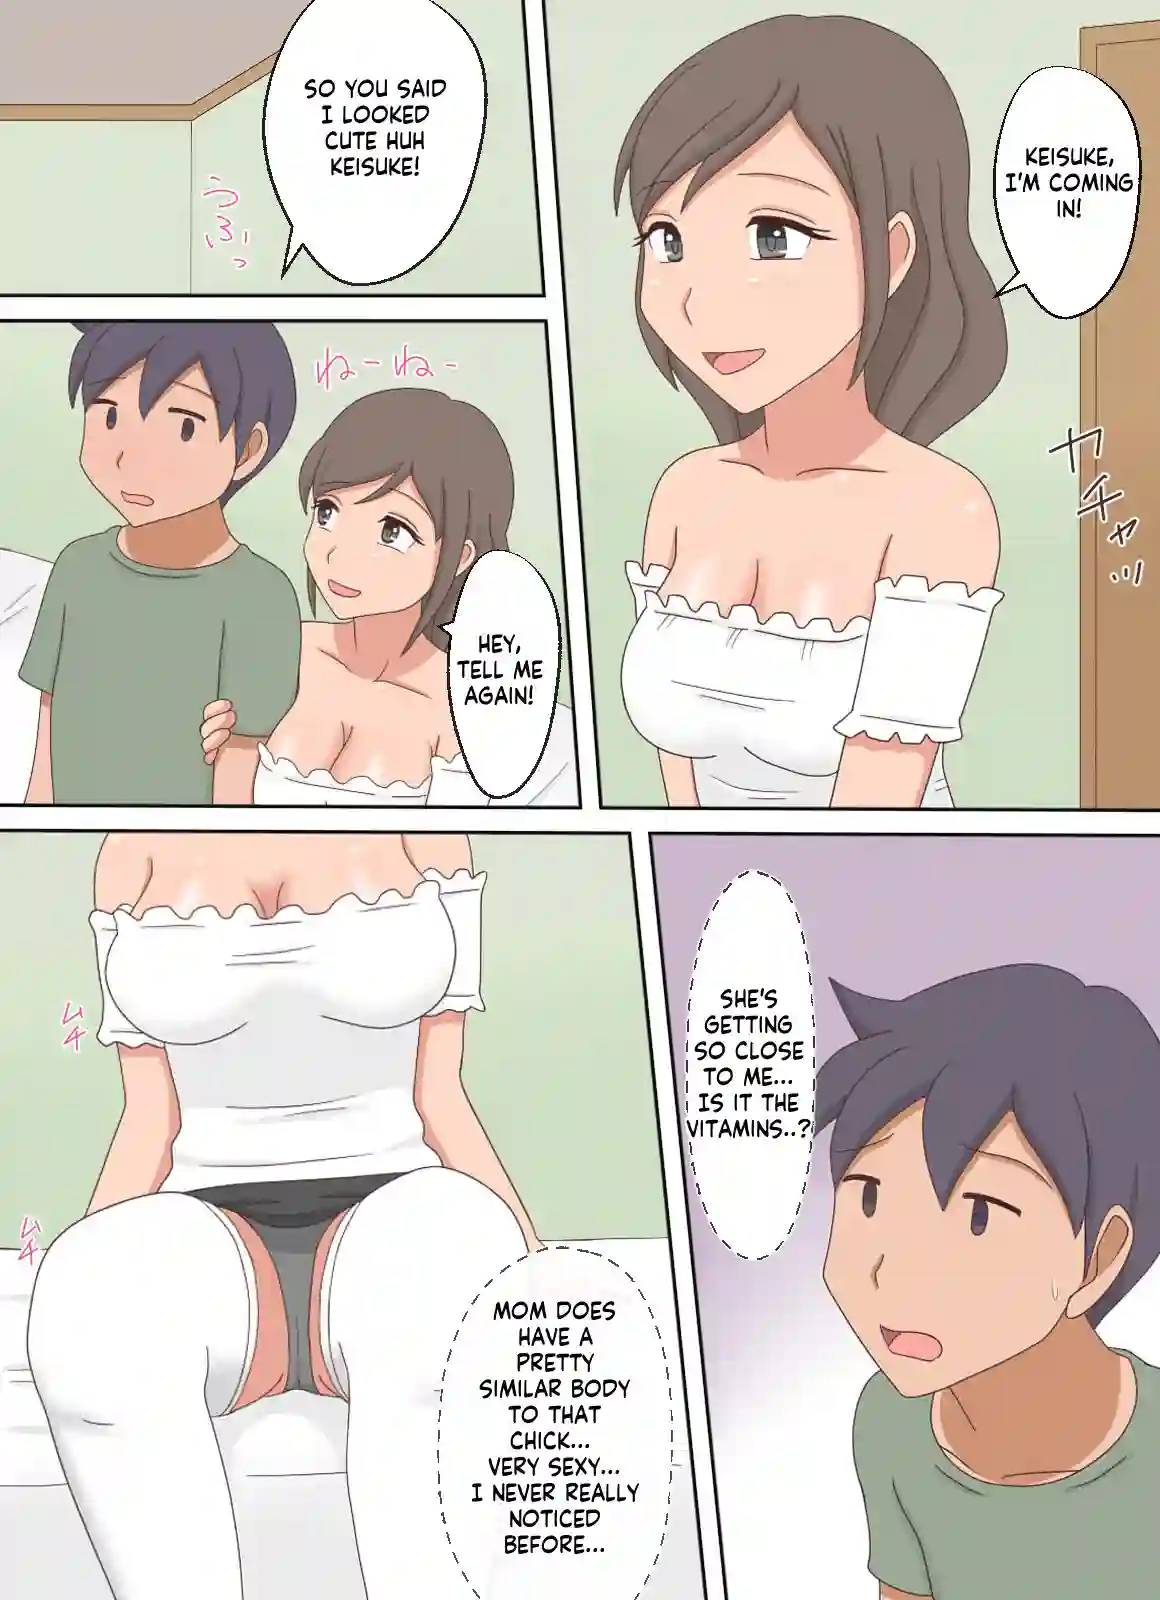 KEISUKE,
I'M COMING
IN!
カチャッ
SO YOU SAID
I LOOKED
CUTE HUH
KEISUKE!
うふっ
ねーねー
HEY,
TELL ME
AGAIN!
SHE'S
GETTING
SO CLOSE
TO ME...
IS IT THE
VITAMINS..?
ムチ
ムチ
MOM DOES
HAVE A
PRETTY
SIMILAR BODY
TO THAT
CHICK...
VERY SEXY...
I NEVER REALLY
NOTICED
BEFORE...